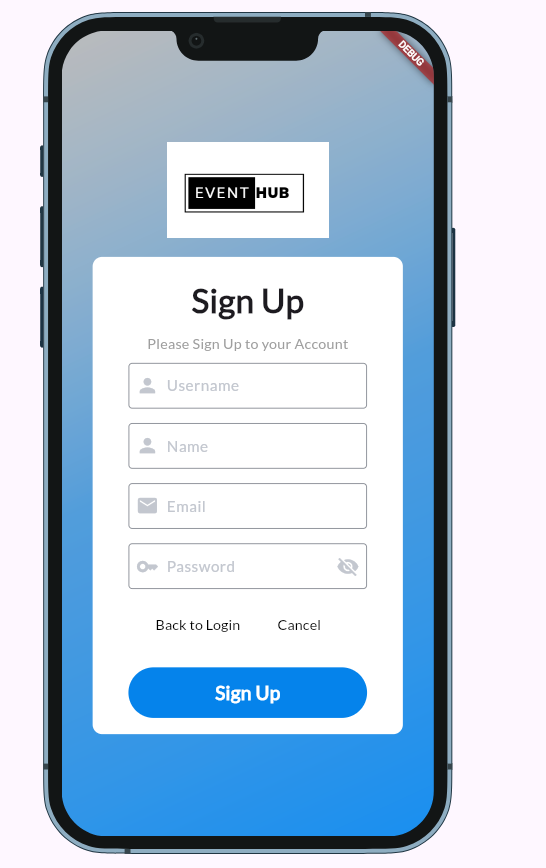 DEBUG
EVENT HUB
Sign Up
Please Sign Up to your Account
Username
Name
Email
Password
Back to Login Cancel
Sign Up